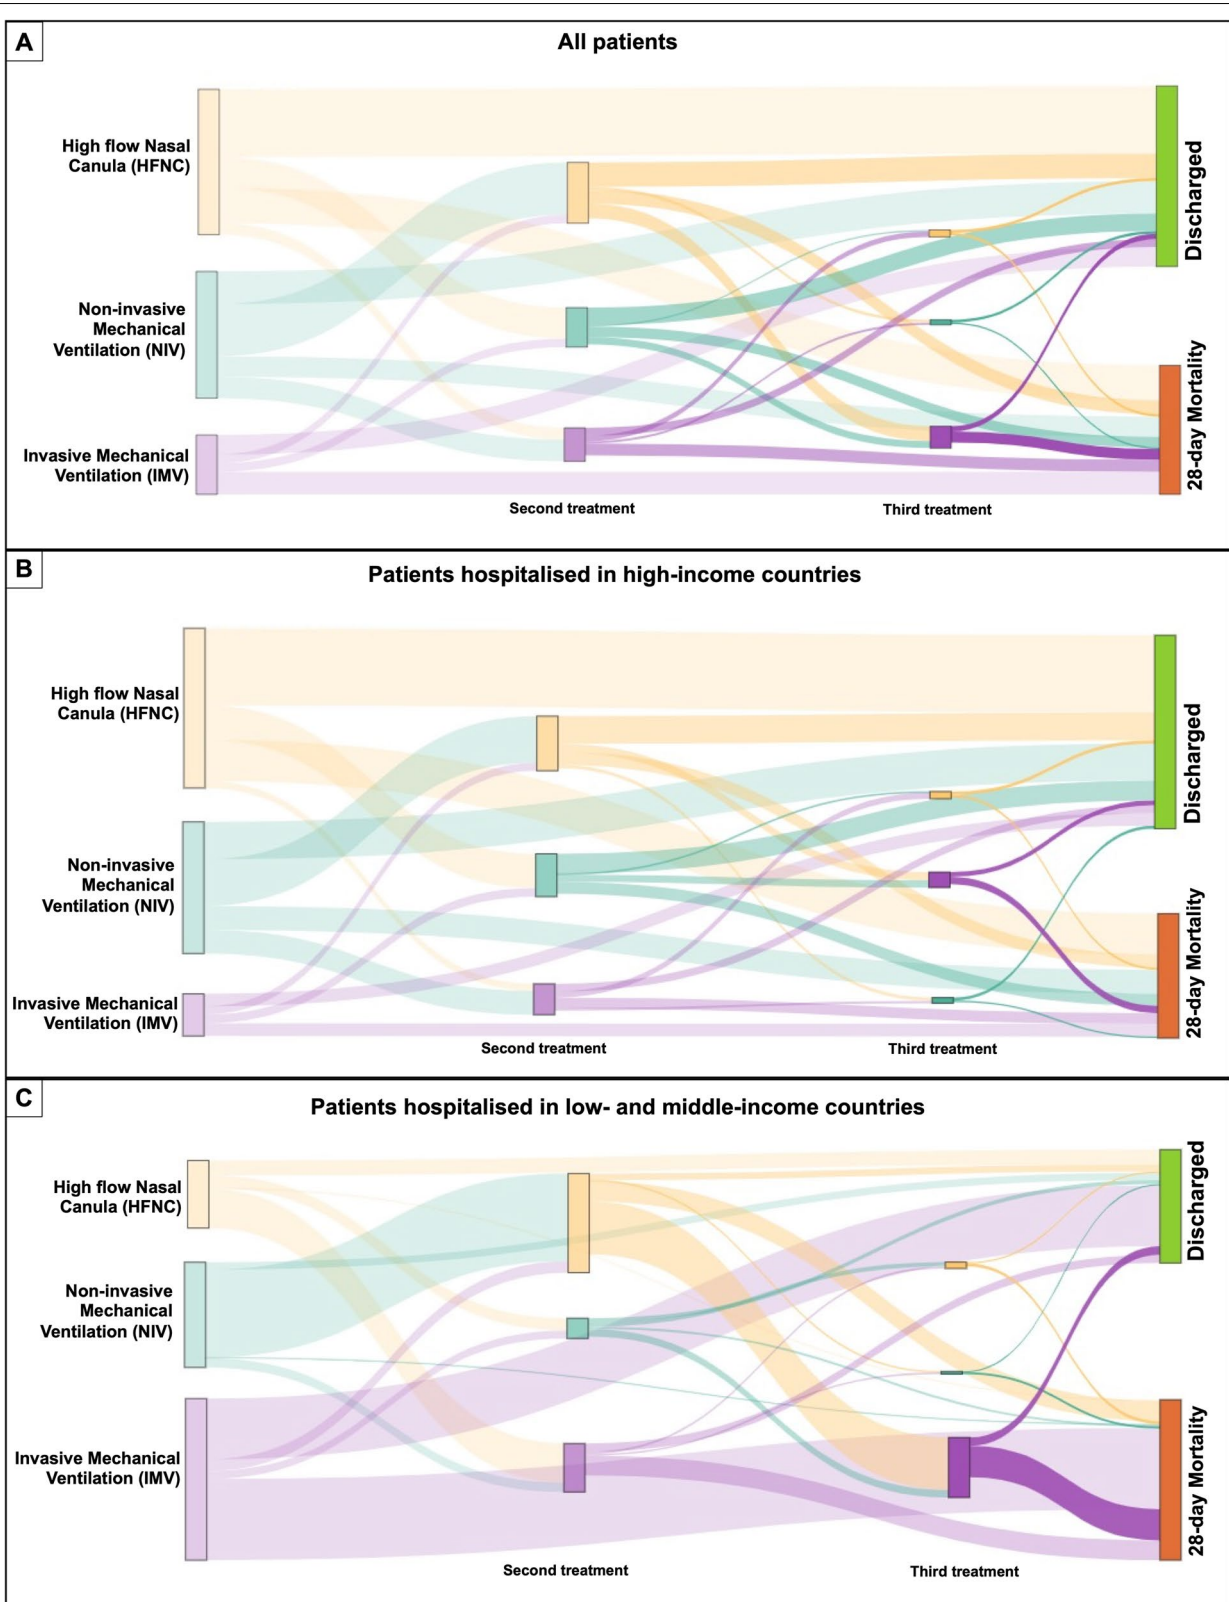 A
All patients
High flow Nasal
Canula (HFNC)
Non-invasive
Mechanical
Ventilation (NIV)
Invasive Mechanical
Ventilation (IMV)
Second treatment
Third treatment
Discharged
28-day Mortality
B
Patients hospitalised in high-income countries
High flow Nasal
Canula (HFNC)
Non-invasive
Mechanical
Ventilation (NIV)
Invasive Mechanical
Ventilation (IMV)
Second treatment
Third treatment
Discharged
28-day Mortality
C
Patients hospitalised in low- and middle-income countries
High flow Nasal
Canula (HFNC)
Non-invasive
Mechanical
Ventilation (NIV)
Invasive Mechanical
Ventilation (IMV)
Second treatment
Third treatment
Discharged
28-day Mortality